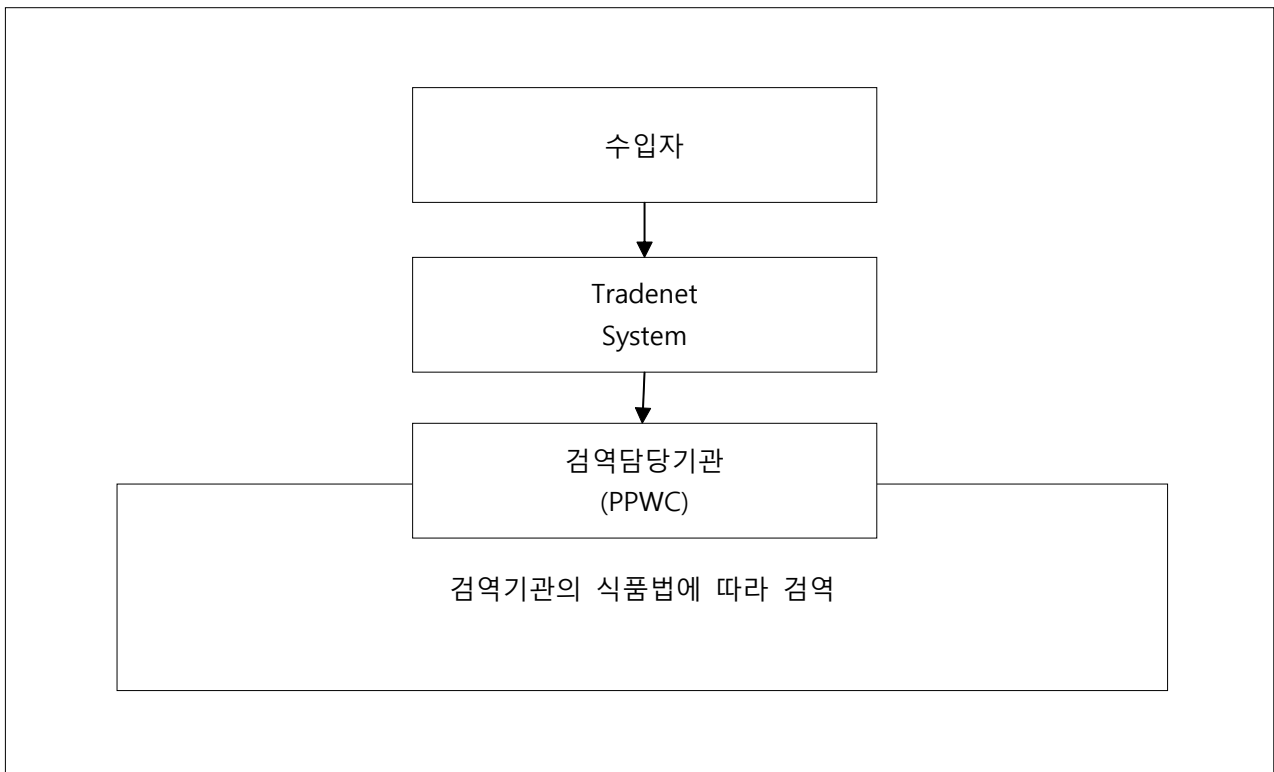 수입자
Tradenet
System
검역담당기관
(PPWC)
검역기관의 식품법에 따라 검역